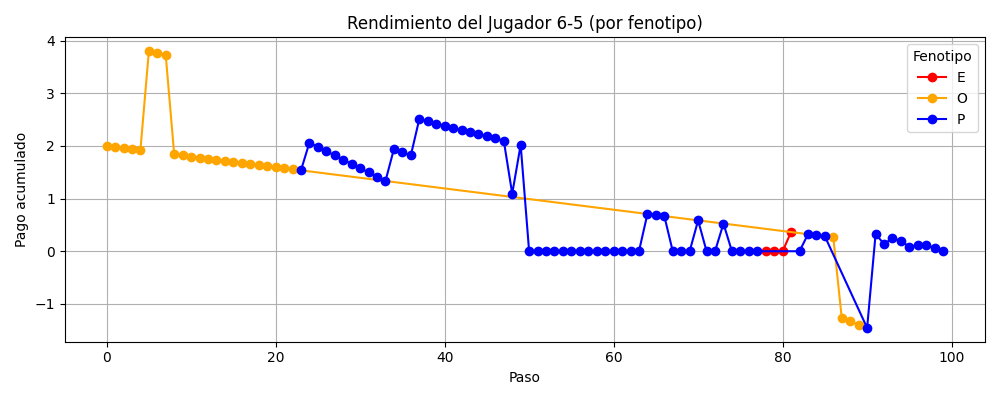 Rendimiento del Jugador 6-5 (por fenotipo)
Pago acumulado
4
3
2
1
0
−1
Fenotipo
E
O
P
0 20 40 60 80 100
Paso